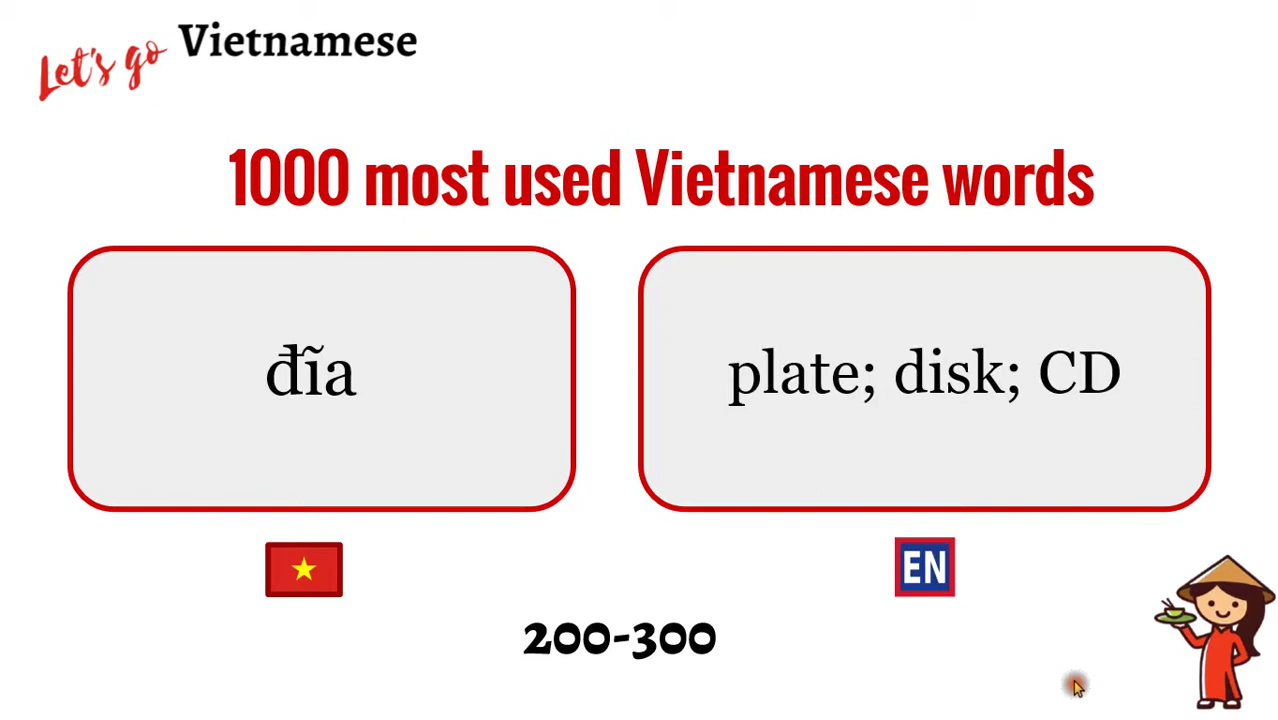 Let's go Vietnamese
1000 most used Vietnamese words
đĩa
plate; disk; CD
EN
200-300